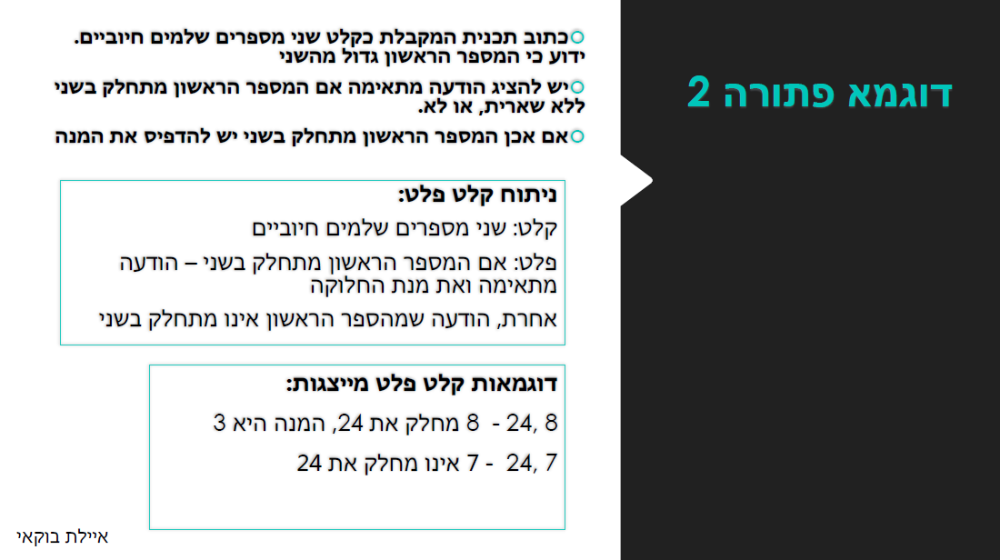 דוגמא פתורה 2
כתוב תכנית המקבלת כקלט שני מספרים שלמים חיוביים.
ידוע כי המספר הראשון גדול מהשני
יש להציג הודעה מתאימה אם המספר הראשון מתחלק בשני
ללא שארית, או לא.
אם אכן המספר הראשון מתחלק בשני יש להדפיס את המנה
ניתוח קלט פלט:
קלט: שני מספרים שלמים חיוביים
פלט: אם המספר הראשון מתחלק בשני – הודעה
מתאימה ואת מנת החלוקה
אחרת, הודעה שמהספר הראשון אינו מתחלק בשני
דוגמאות קלט פלט מייצגות:
8 ,24 - 8 מחלק את 24, המנה היא 3
7 ,24 - 7 אינו מחלק את 24
איילת בוקאי